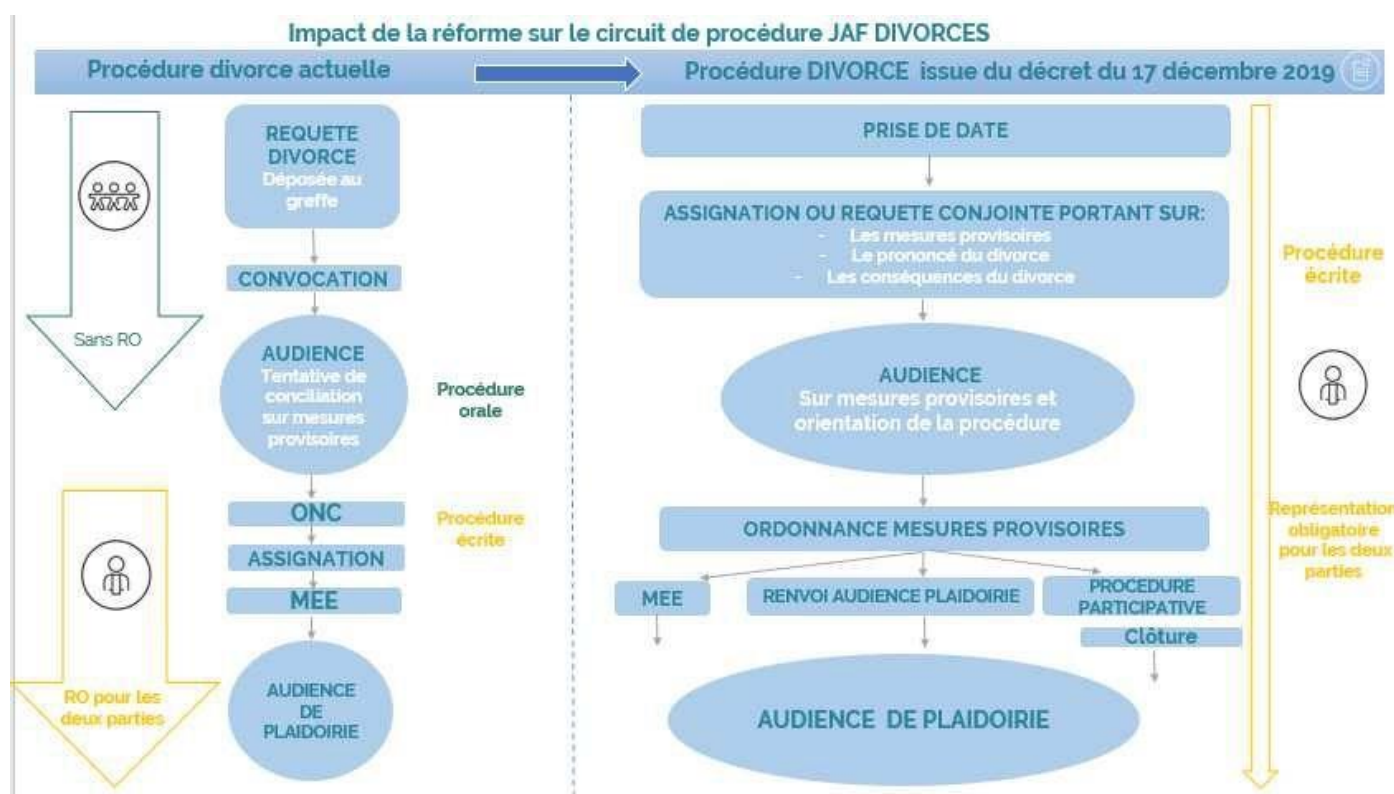 Impact de la réforme sur le circuit de procédure JAF DIVORCES
Procédure divorce actuelle
Procédure DIVORCE issue du décret du 17 décembre 2019
REQUETE
DIVORCE
Déposée au
greffe
CONVOCATION
Sans RO
AUDIENCE
Tentative de
conciliation
sur mesures
provisoires
Procédure
orale
ONC
Procédure
écrite
ASSIGNATION
MEE
RO pour les
deux parties
AUDIENCE
DE
PLAIDOIRIE
PRISE DE DATE
ASSIGNATION OU REQUETE CONJOINTE PORTANT SUR:
- Les mesures provisoires
- Le prononcé du divorce
- Les conséquences du divorce
Procédure
écrite
AUDIENCE
Sur mesures provisoires et
orientation de la procédure
ORDONNANCE MESURES PROVISOIRES
Représentation
obligatoire
pour les deux
parties
MEE
RENVOI AUDIENCE PLAIDOIRIE
PROCEDURE
PARTICIPATIVE
Clôture
AUDIENCE DE PLAIDOIRIE